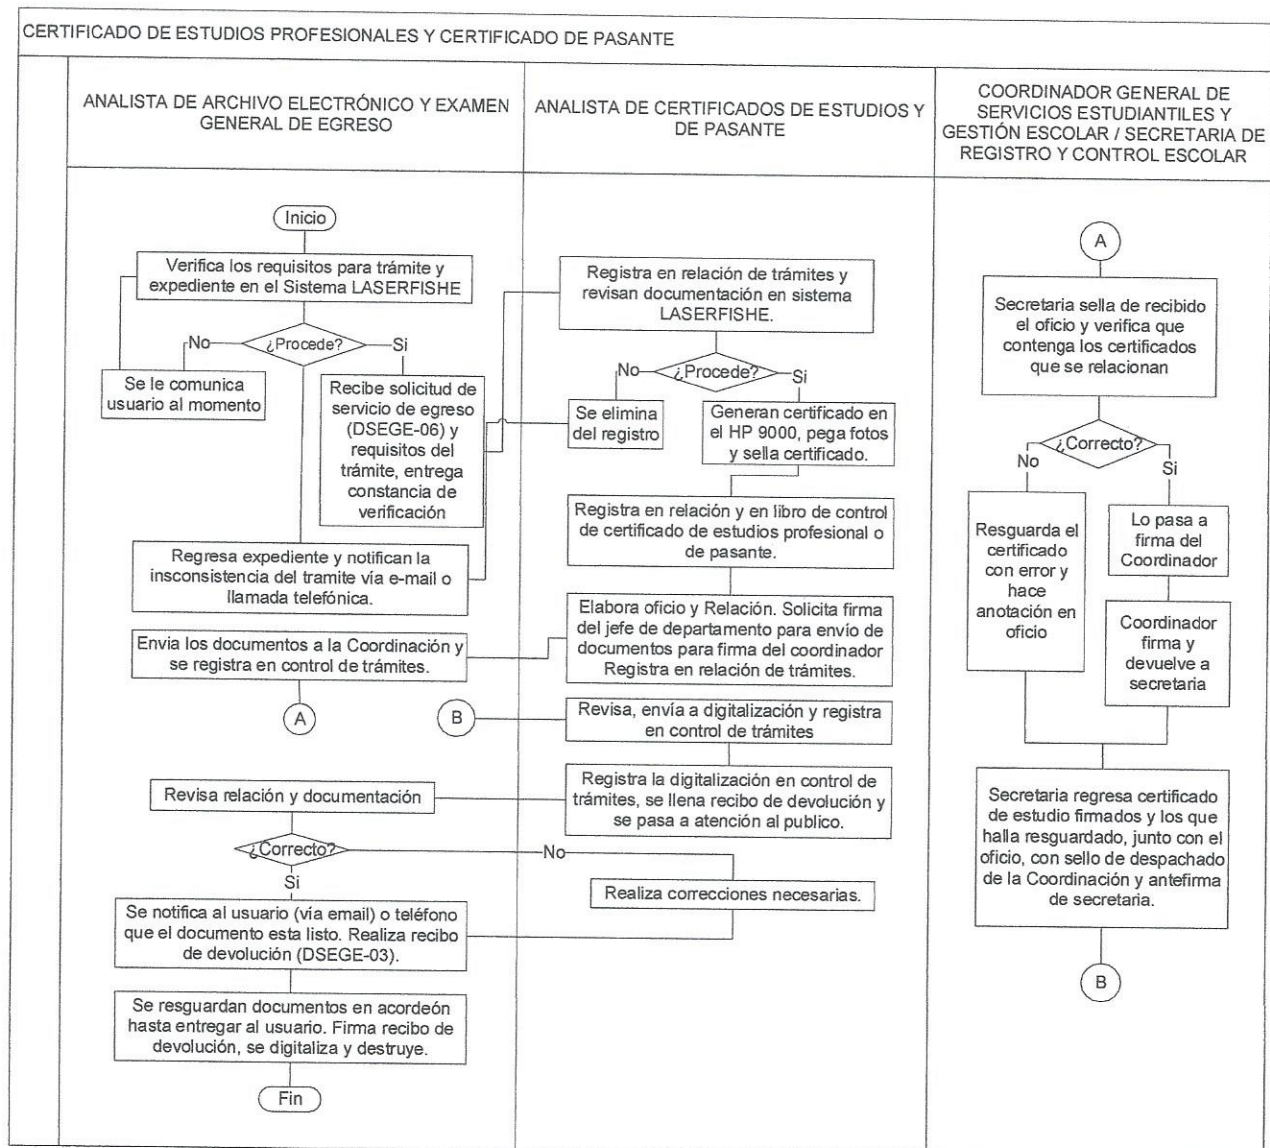 CERTIFICADO DE ESTUDIOS PROFESIONALES Y CERTIFICADO DE PASANTE
ANALISTA DE ARCHIVO ELECTRÓNICO Y EXAMEN
GENERAL DE EGRESO
Inicio
Verifica los requisitos para trámite y
expediente en el Sistema LASERFISHE
¿Procede?
No
Si
Se le comunica
usuario al momento
Recibe solicitud de
servicio de egreso
(DSEGE-06) y
requisitos del
trámite, entrega
constancia de
verificación
Regresa expediente y notifican la
insconsistencia del tramite vía e-mail o
llamada telefónica.
Envia los documentos a la Coordinación y
se registra en control de trámites.
A
Revisa relación y documentación
¿Correcto?
No
Si
Se notifica al usuario (vía email) o teléfono
que el documento esta listo. Realiza recibo
de devolución (DSEGE-03).
Se resguardan documentos en acordeón
hasta entregar al usuario. Firma recibo de
devolución, se digitaliza y destruye.
Fin
ANALISTA DE CERTIFICADOS DE ESTUDIOS Y
DE PASANTE
Registra en relación de trámites y
revisan documentación en sistema
LASERFISHE.
¿Procede?
No
Si
Se elimina
del registro
Generan certificado en
el HP 9000, pega fotos
y sella certificado.
Registra en relación y en libro de control
de certificado de estudios profesional o
de pasante.
Elabora oficio y Relación. Solicita firma
del jefe de departamento para envío de
documentos para firma del coordinador
Registra en relación de trámites.
B
Revisa, envía a digitalización y registra
en control de trámites
Registra la digitalización en control de
trámites, se llena recibo de devolución y
se pasa a atención al publico.
Realiza correcciones necesarias.
COORDINADOR GENERAL DE
SERVICIOS ESTUDIANTILES Y
GESTIÓN ESCOLAR / SECRETARIA DE
REGISTRO Y CONTROL ESCOLAR
A
Secretaria sella de recibido
el oficio y verifica que
contenga los certificados
que se relacionan
¿Correcto?
No
Si
Resguarda el
certificado
con error y
hace
anotación en
oficio
Lo pasa a
firma del
Coordinador
Coordinador
firma y
devuelve a
secretaria
Secretaria regresa certificado
de estudio firmados y los que
halla resguardado, junto con el
oficio, con sello de despachado
de la Coordinación y antefirma
de secretaria.
B